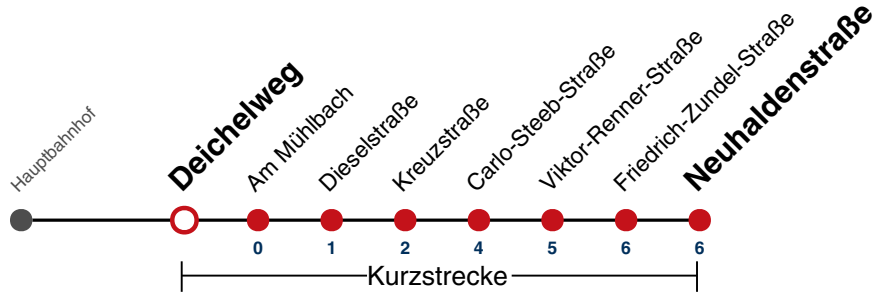 Hauptbahnhof
Deichelweg
Am Mühlbach
Dieselstraße
Kreuzstraße
Carlo-Steeb-Straße
Viktor-Renner-Straße
Friedrich-Zundel-Straße
Neuhaldenstraße
0 1 2 4 5 6 6
Kurzstrecke